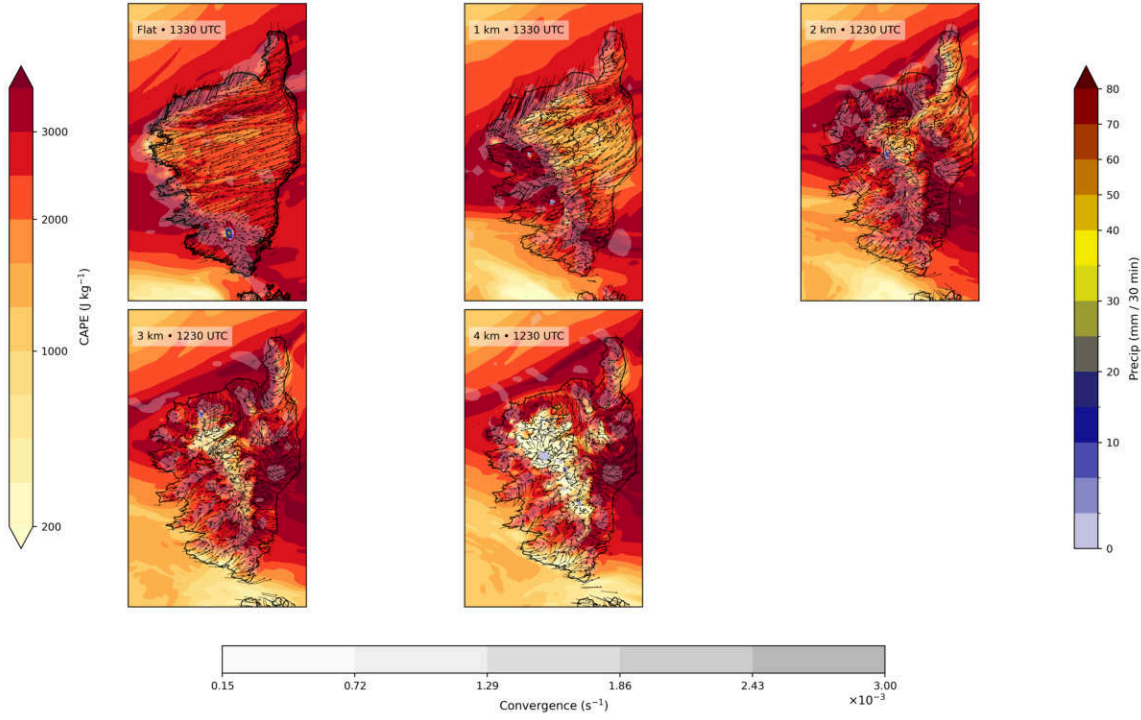 Flat • 1330 UTC
1 km • 1330 UTC
2 km • 1230 UTC
3000
2000
1000
200
CAPE (J kg⁻¹)
80
70
60
50
40
30
20
10
0
Precip (mm / 30 min)
3 km • 1230 UTC
4 km • 1230 UTC
0.15
0.72
1.29
1.86
2.43
3.00
×10⁻³
Convergence (s⁻¹)